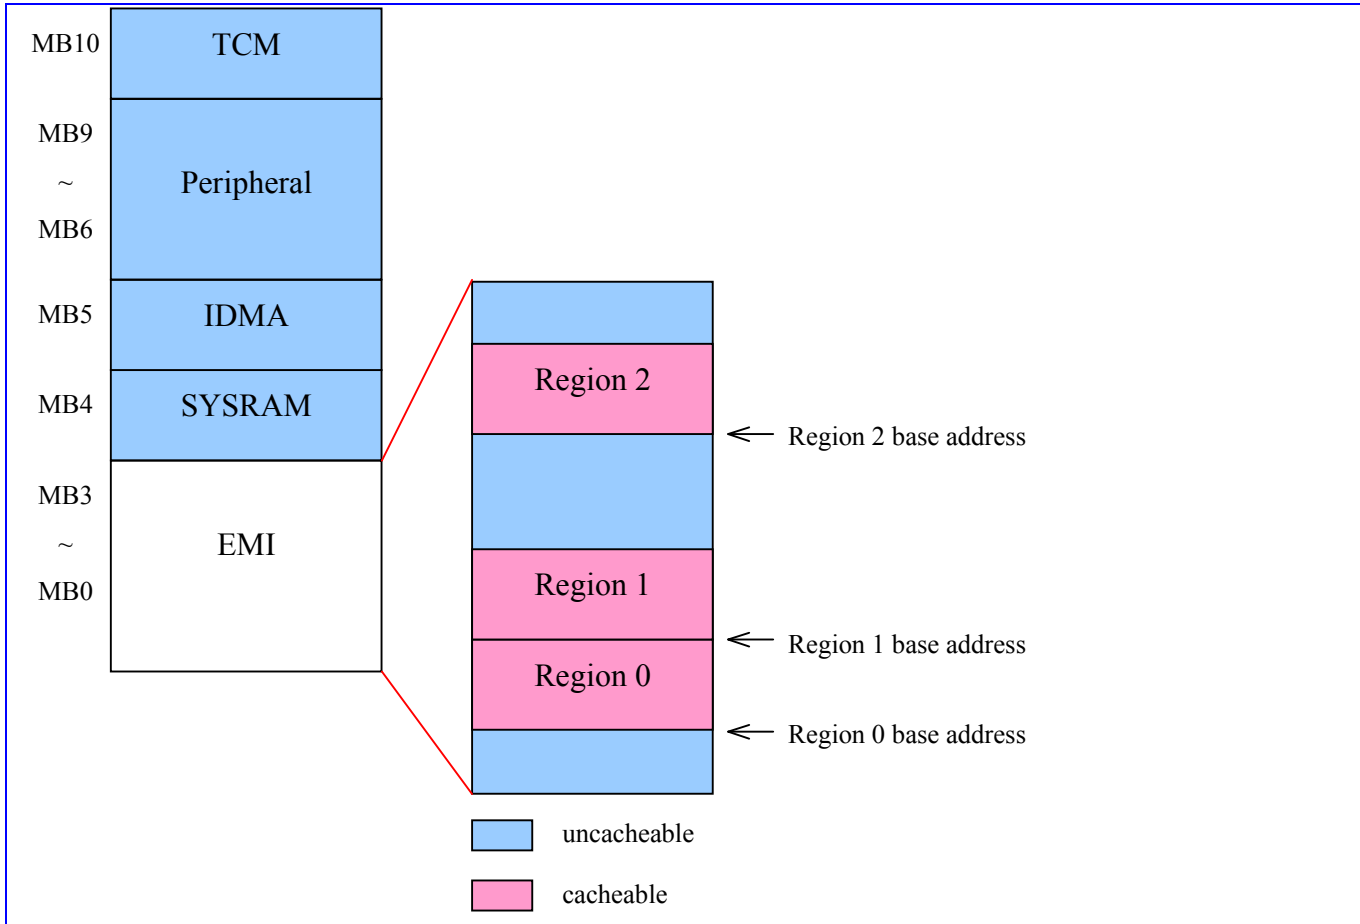 MB10
TCM
MB9
~
MB6
Peripheral
MB5
IDMA
MB4
SYSRAM
MB3
~
MB0
EMI
Region 2
Region 2 base address
Region 1
Region 1 base address
Region 0
Region 0 base address
uncacheable
cacheable